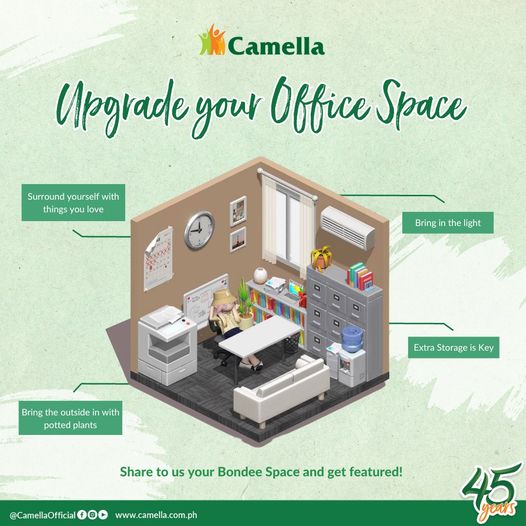 Camella
Upgrade your Office Space
Surround yourself with
things you love
Bring in the light
Extra Storage is Key
Bring the outside in with
potted plants
Share to us your Bondee Space and get featured!
45
years
@CamellaOfficial www.camella.com.ph